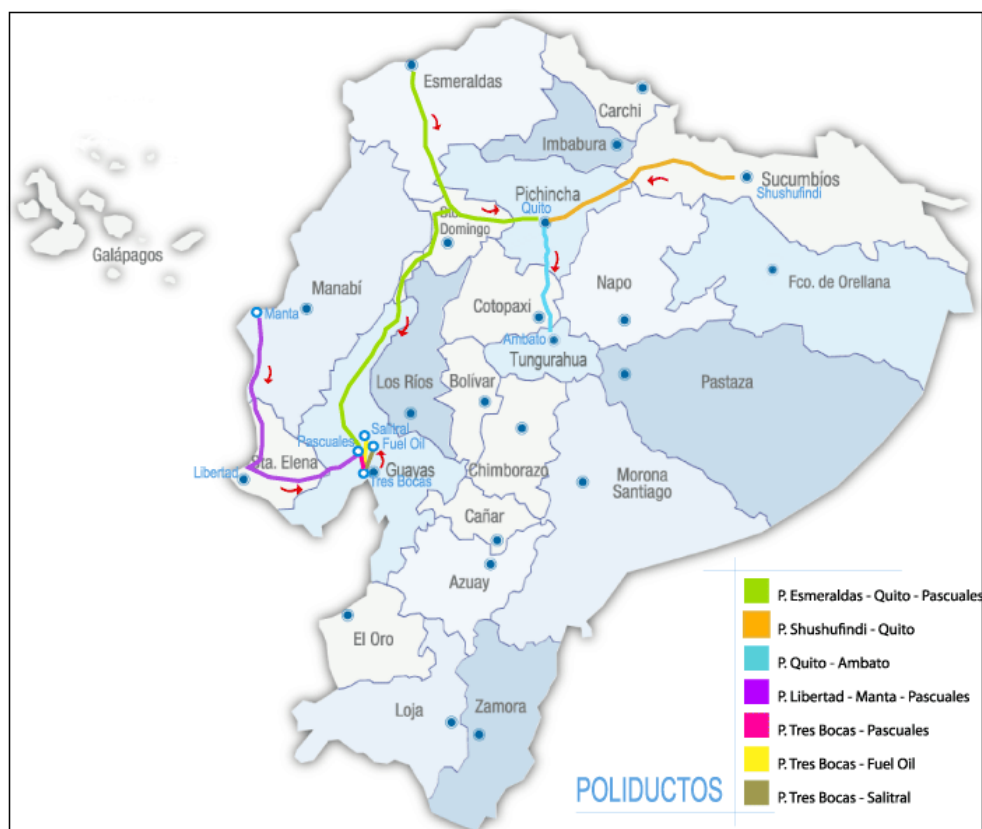 Esmeraldas
Carchi
Imbabura
Sucumbíos
Shushufindi
Pichincha
Quito
Sto.
Domingo
Galápagos
Napo
Fco. de Orellana
Manabí
Manta
Cotopaxi
Ambato
Tungurahua
Los Ríos
Bolívar
Pastaza
Salitral
Pascuales
Fuel Oil
Sta. Elena
Libertad
Guayas
Tres Bocas
Chimborazo
Morona
Santiago
Cañar
Azuay
El Oro
Loja
Zamora
P. Esmeraldas - Quito - Pascuales
P. Shushufindi - Quito
P. Quito - Ambato
P. Libertad - Manta - Pascuales
P. Tres Bocas - Pascuales
P. Tres Bocas - Fuel Oil
P. Tres Bocas - Salitral
POLIDUCTOS